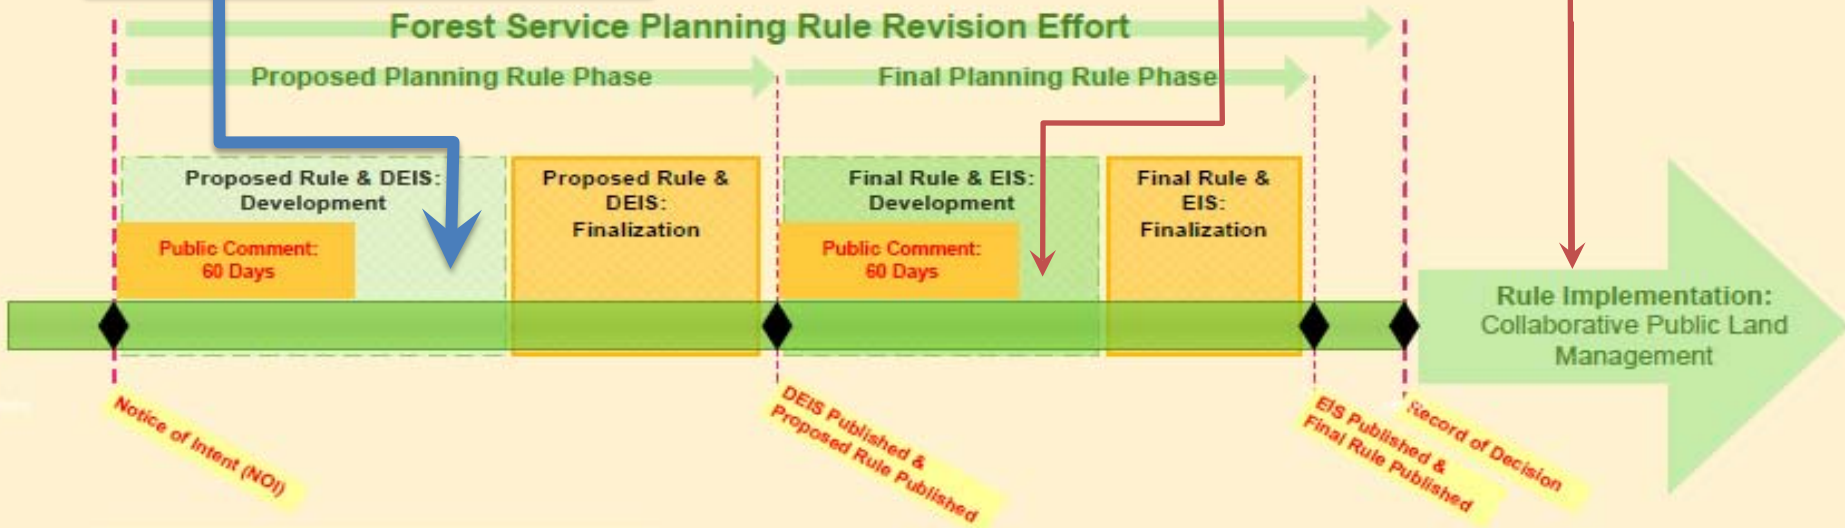 Forest Service Planning Rule Revision Effort
Proposed Planning Rule Phase
Final Planning Rule Phase
Proposed Rule & DEIS:
Development
Public Comment:
60 Days
Proposed Rule &
DEIS:
Finalization
Final Rule & EIS:
Development
Public Comment:
60 Days
Final Rule &
EIS:
Finalization
Rule Implementation:
Collaborative Public Land
Management
Notice of Intent (NOI)
DEIS Published &
Proposed Rule Published
EIS Published &
Final Rule Published
Record of Decision